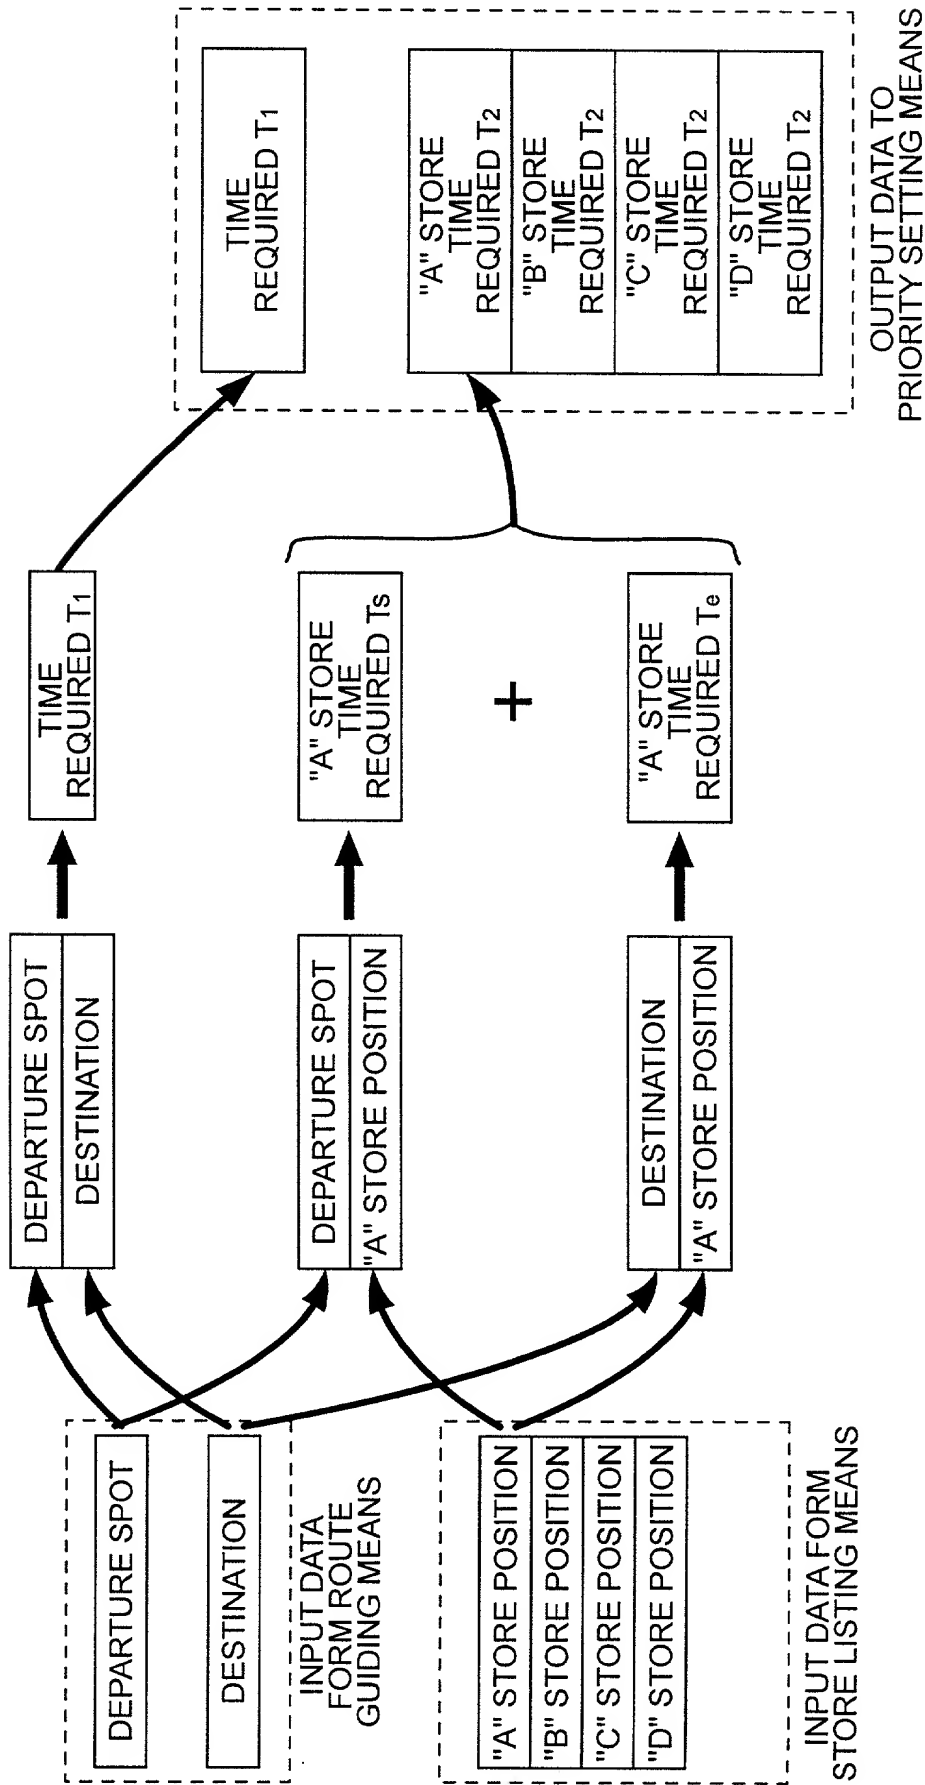 DEPARTURE SPOT
DESTINATION
INPUT DATA
FORM ROUTE
GUIDING MEANS
"A" STORE POSITION
"B" STORE POSITION
"C" STORE POSITION
"D" STORE POSITION
INPUT DATA FORM
STORE LISTING MEANS
DEPARTURE SPOT
DESTINATION
DEPARTURE SPOT
"A" STORE POSITION
DESTINATION
"A" STORE POSITION
TIME
REQUIRED T1
"A" STORE
TIME
REQUIRED Ts
+
"A" STORE
TIME
REQUIRED Te
TIME
REQUIRED T1
"A" STORE
TIME
REQUIRED T2
"B" STORE
TIME
REQUIRED T2
"C" STORE
TIME
REQUIRED T2
"D" STORE
TIME
REQUIRED T2
OUTPUT DATA TO
PRIORITY SETTING MEANS